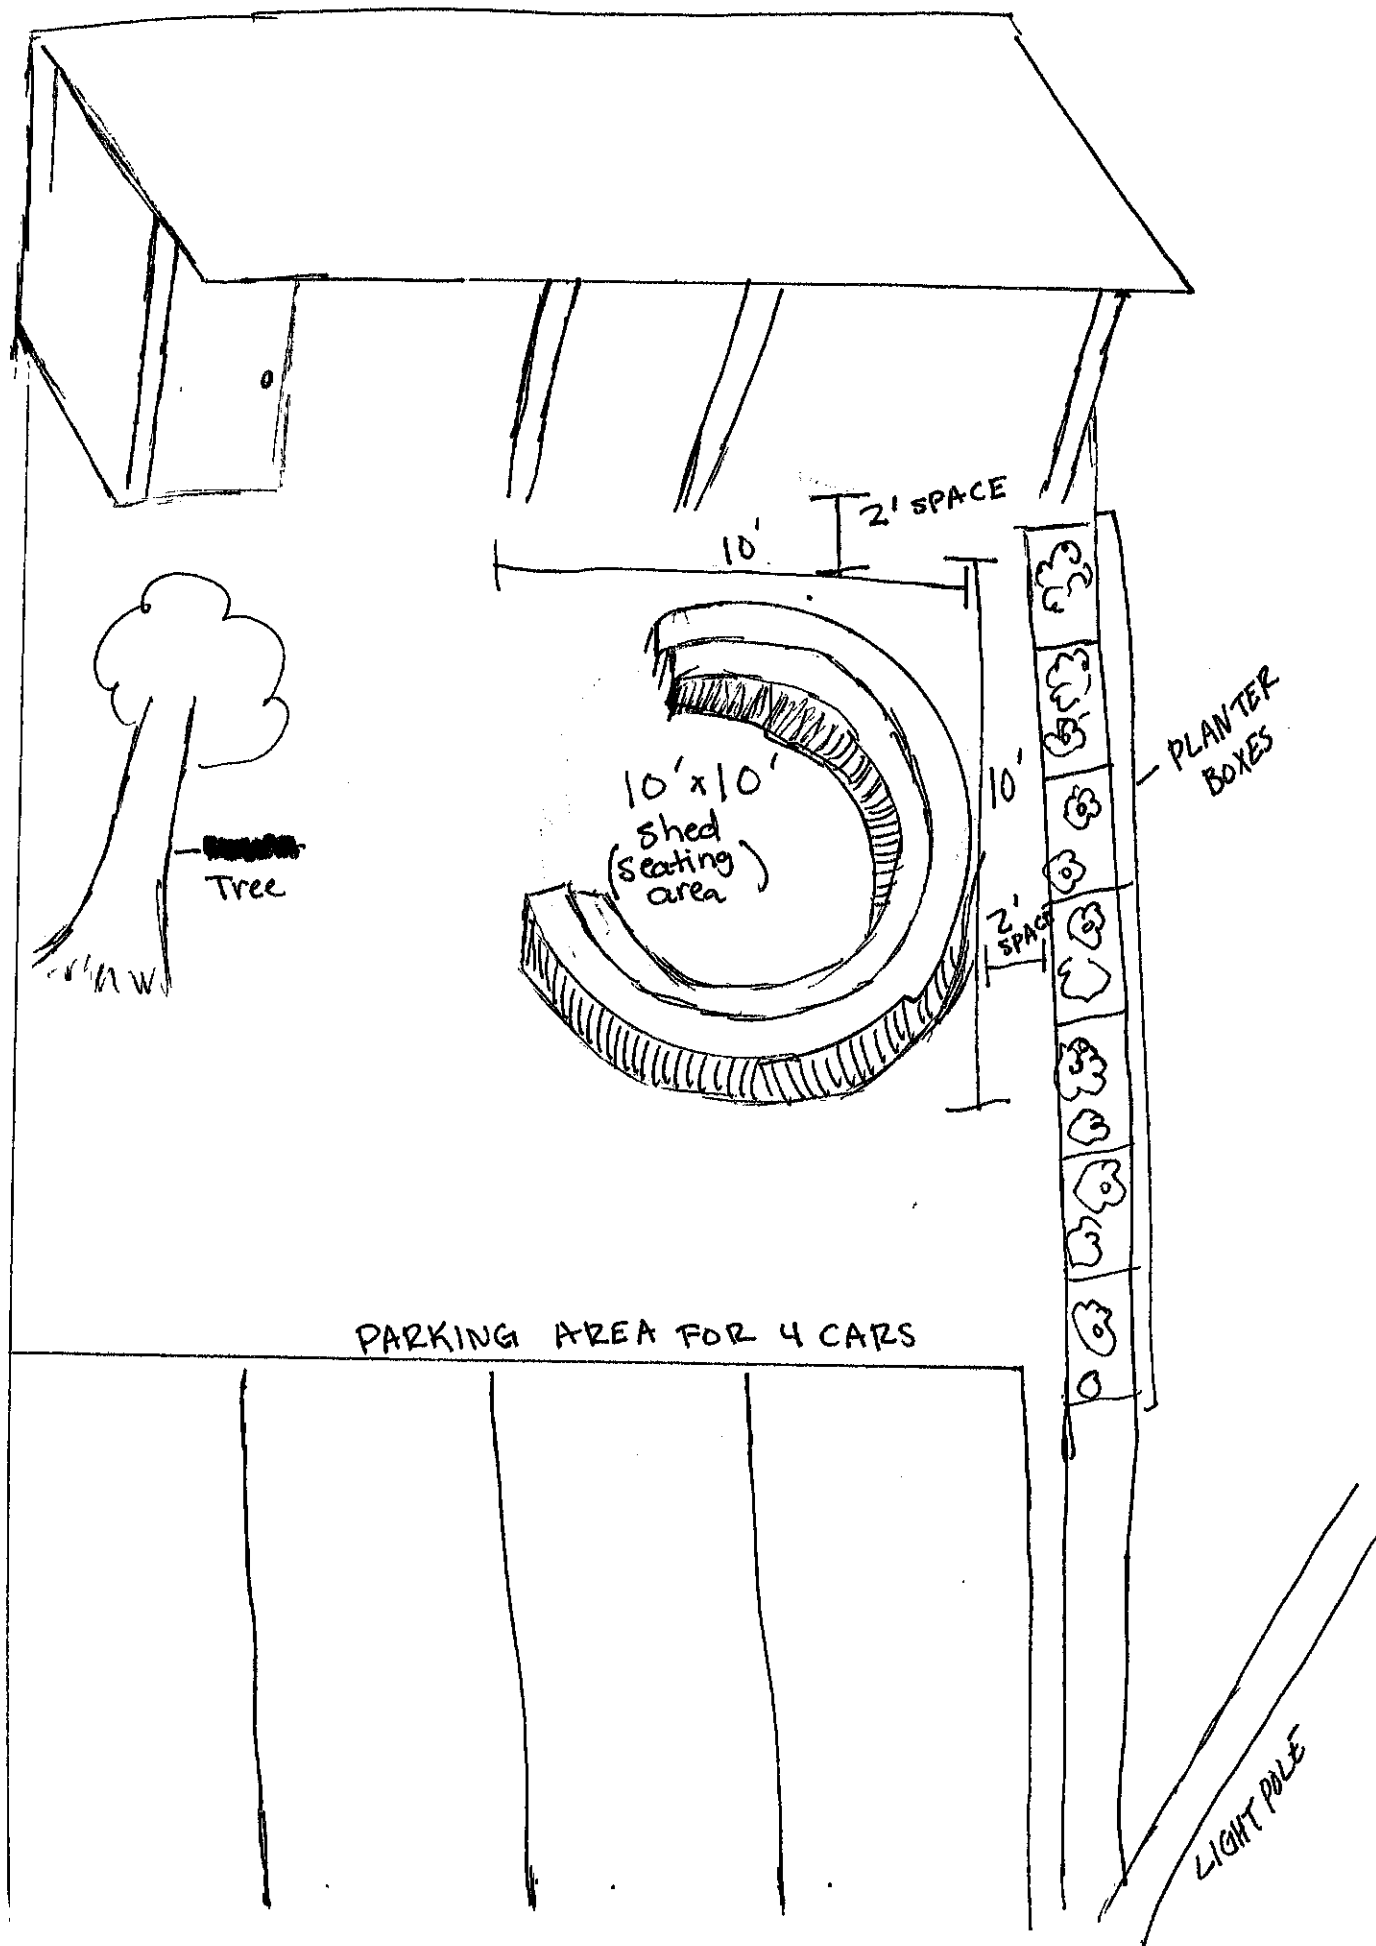 2' SPACE
10'
10'
10'x10'
shed
(seating
area)
2'
SPACE
PLANTER
BOXES
Tree
PARKING AREA FOR 4 CARS
LIGHT POLE